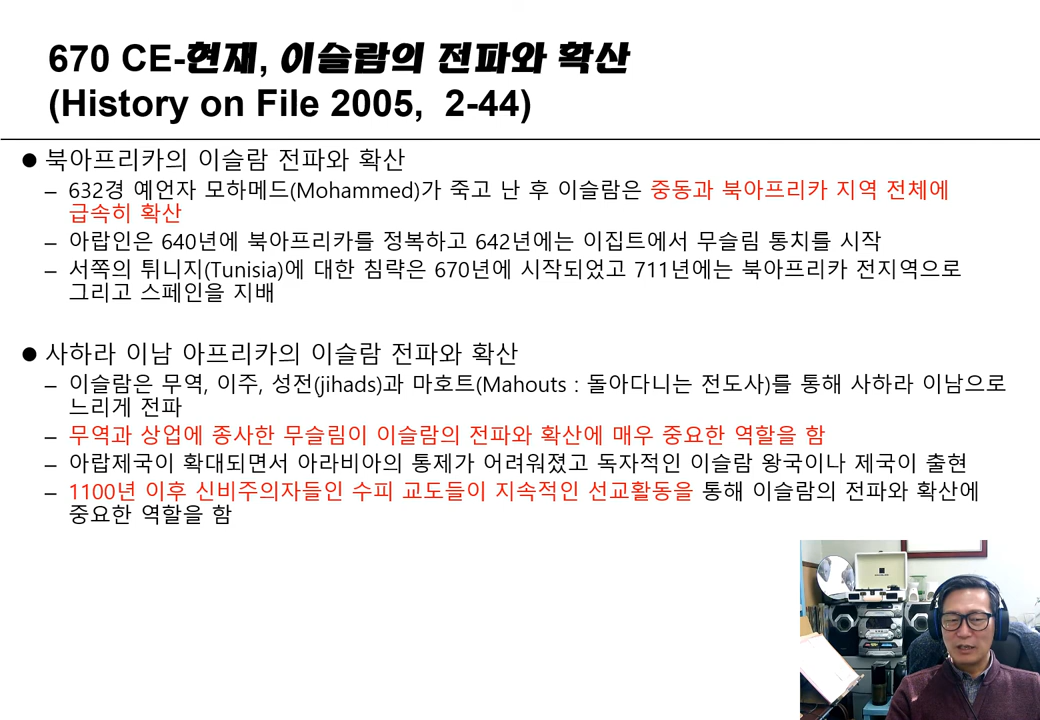 670 CE-현재, 이슬람의 전파와 확산
(History on File 2005, 2-44)
● 북아프리카의 이슬람 전파와 확산
– 632경 예언자 모하메드(Mohammed)가 죽고 난 후 이슬람은 중동과 북아프리카 지역 전체에
급속히 확산
– 아랍인은 640년에 북아프리카를 정복하고 642년에는 이집트에서 무슬림 통치를 시작
– 서쪽의 튀니지(Tunisia)에 대한 침략은 670년에 시작되었고 711년에는 북아프리카 전지역으로
그리고 스페인을 지배
● 사하라 이남 아프리카의 이슬람 전파와 확산
– 이슬람은 무역, 이주, 성전(jihads)과 마호트(Mahouts : 돌아다니는 전도사)를 통해 사하라 이남으로
느리게 전파
– 무역과 상업에 종사한 무슬림이 이슬람의 전파와 확산에 매우 중요한 역할을 함
– 아랍제국이 확대되면서 아라비아의 통제가 어려워졌고 독자적인 이슬람 왕국이나 제국이 출현
– 1100년 이후 신비주의자들인 수피 교도들이 지속적인 선교활동을 통해 이슬람의 전파와 확산에
중요한 역할을 함